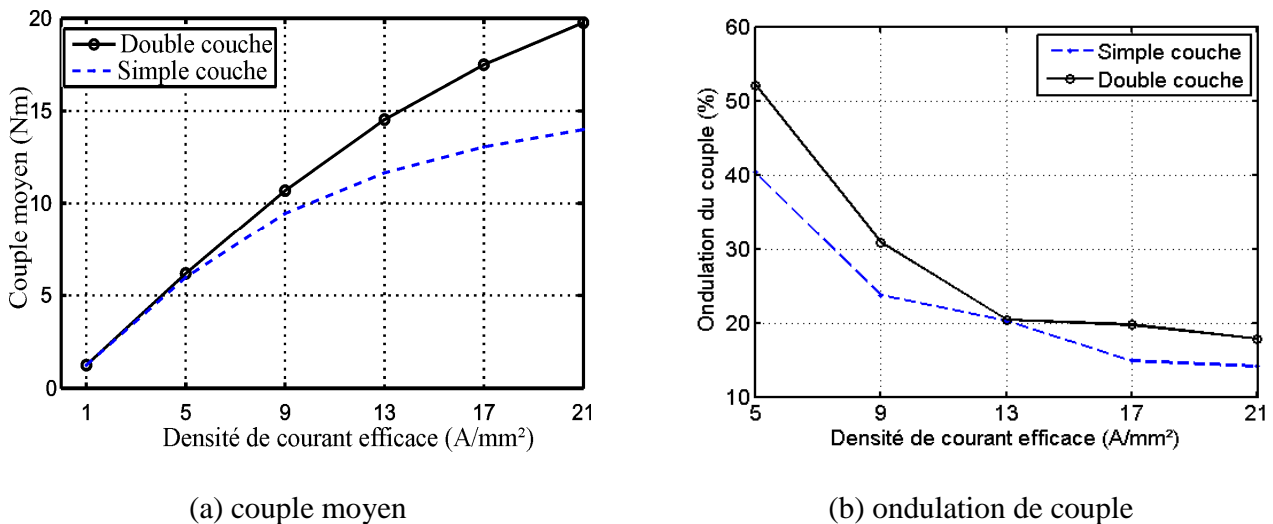 20
15
10
5
0
Couple moyen (Nm)
Double couche
Simple couche
1 5 9 13 17 21
Densité de courant efficace (A/mm²)
(a) couple moyen
60
50
40
30
20
10
Ondulation du couple (%)
Simple couche
Double couche
5 9 13 17 21
Densité de courant efficace (A/mm²)
(b) ondulation de couple